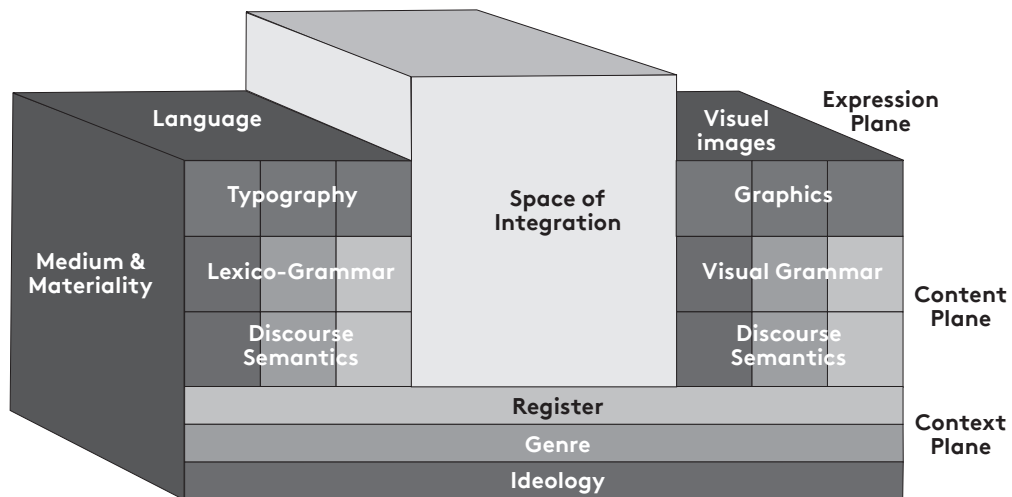 Language
Visuel
images
Expression
Plane
Typography
Space of
Integration
Graphics
Medium &
Materiality
Lexico-Grammar
Visual Grammar
Content
Plane
Discourse
Semantics
Discourse
Semantics
Register
Genre
Ideology
Context
Plane